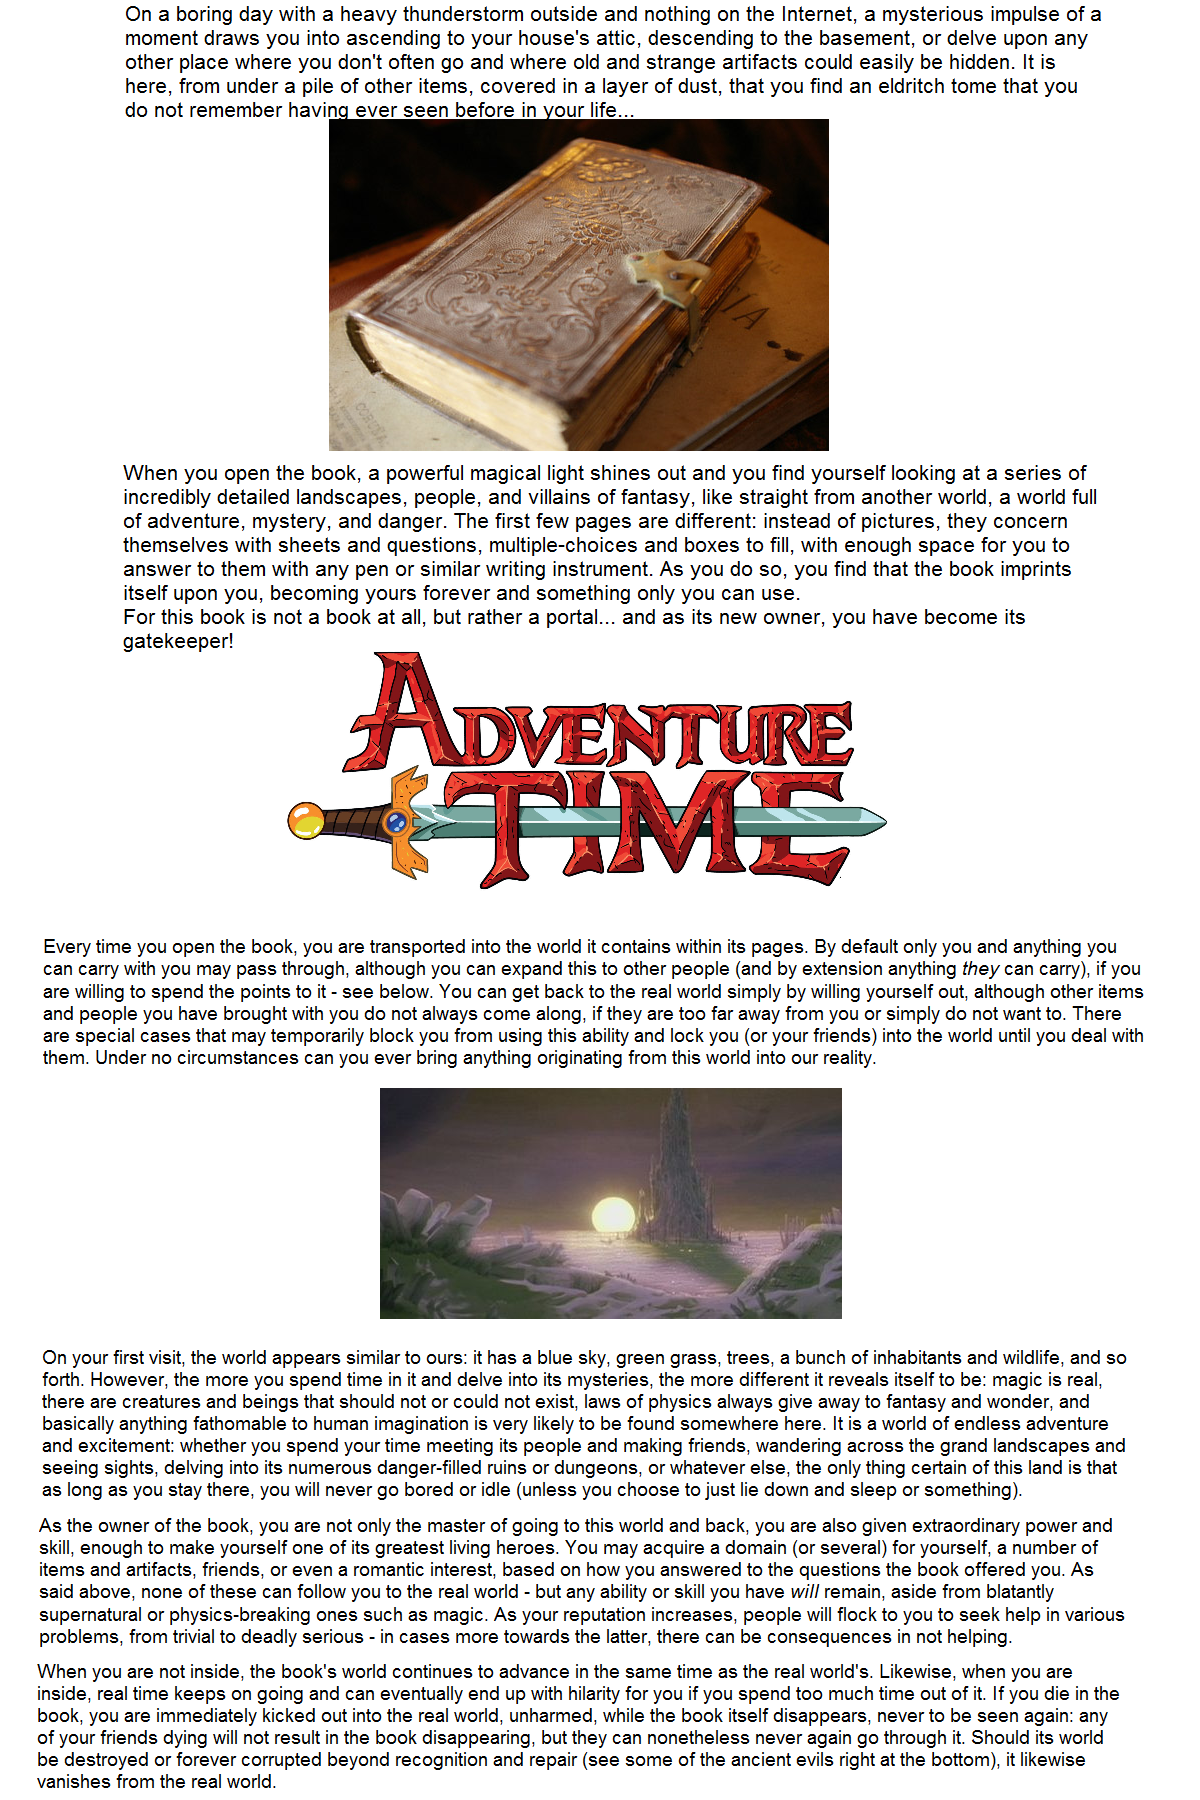 On a boring day with a heavy thunderstorm outside and nothing on the Internet, a mysterious impulse of a
moment draws you into ascending to your house's attic, descending to the basement, or delve upon any
other place where you don't often go and where old and strange artifacts could easily be hidden. It is
here, from under a pile of other items, covered in a layer of dust, that you find an eldritch tome that you
do not remember having ever seen before in your life...
When you open the book, a powerful magical light shines out and you find yourself looking at a series of
incredibly detailed landscapes, people, and villains of fantasy, like straight from another world, a world full
of adventure, mystery, and danger. The first few pages are different: instead of pictures, they concern
themselves with sheets and questions, multiple-choices and boxes to fill, with enough space for you to
answer to them with any pen or similar writing instrument. As you do so, you find that the book imprints
itself upon you, becoming yours forever and something only you can use.
For this book is not a book at all, but rather a portal... and as its new owner, you have become its
gatekeeper!
ADVENTURE
TIME
Every time you open the book, you are transported into the world it contains within its pages. By default only you and anything you
can carry with you may pass through, although you can expand this to other people (and by extension anything they can carry), if you
are willing to spend the points to it - see below. You can get back to the real world simply by willing yourself out, although other items
and people you have brought with you do not always come along, if they are too far away from you or simply do not want to. There
are special cases that may temporarily block you from using this ability and lock you (or your friends) into the world until you deal with
them. Under no circumstances can you ever bring anything originating from this world into our reality.
On your first visit, the world appears similar to ours: it has a blue sky, green grass, trees, a bunch of inhabitants and wildlife, and so
forth. However, the more you spend time in it and delve into its mysteries, the more different it reveals itself to be: magic is real,
there are creatures and beings that should not or could not exist, laws of physics always give away to fantasy and wonder, and
basically anything fathomable to human imagination is very likely to be found somewhere here. It is a world of endless adventure
and excitement: whether you spend your time meeting its people and making friends, wandering across the grand landscapes and
seeing sights, delving into its numerous danger-filled ruins or dungeons, or whatever else, the only thing certain of this land is that
as long as you stay there, you will never go bored or idle (unless you choose to just lie down and sleep or something).
As the owner of the book, you are not only the master of going to this world and back, you are also given extraordinary power and
skill, enough to make yourself one of its greatest living heroes. You may acquire a domain (or several) for yourself, a number of
items and artifacts, friends, or even a romantic interest, based on how you answered to the questions the book offered you. As
said above, none of these can follow you to the real world - but any ability or skill you have will remain, aside from blatantly
supernatural or physics-breaking ones such as magic. As your reputation increases, people will flock to you to seek help in various
problems, from trivial to deadly serious - in cases more towards the latter, there can be consequences in not helping.
When you are not inside, the book's world continues to advance in the same time as the real world's. Likewise, when you are
inside, real time keeps on going and can eventually end up with hilarity for you if you spend too much time out of it. If you die in the
book, you are immediately kicked out into the real world, unharmed, while the book itself disappears, never to be seen again: any
of your friends dying will not result in the book disappearing, but they can nonetheless never again go through it. Should its world
be destroyed or forever corrupted beyond recognition and repair (see some of the ancient evils right at the bottom), it likewise
vanishes from the real world.